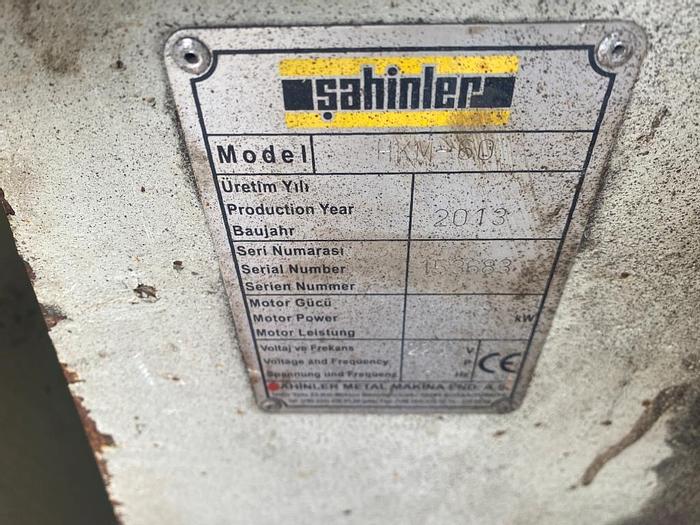 şahinler
Model HKM-60
Üretim Yılı
Production Year 2013
Baujahr
Seri Numarası
Serial Number
Serien Nummer
Motor Gücü
Motor Power kW
Motor Leistung
Voltaj ve Frekans V
Voltage and Frequency P
Spannung und Frequenz Hz
CE
ŞAHİNLER METAL MAKİNA END. A.Ş.